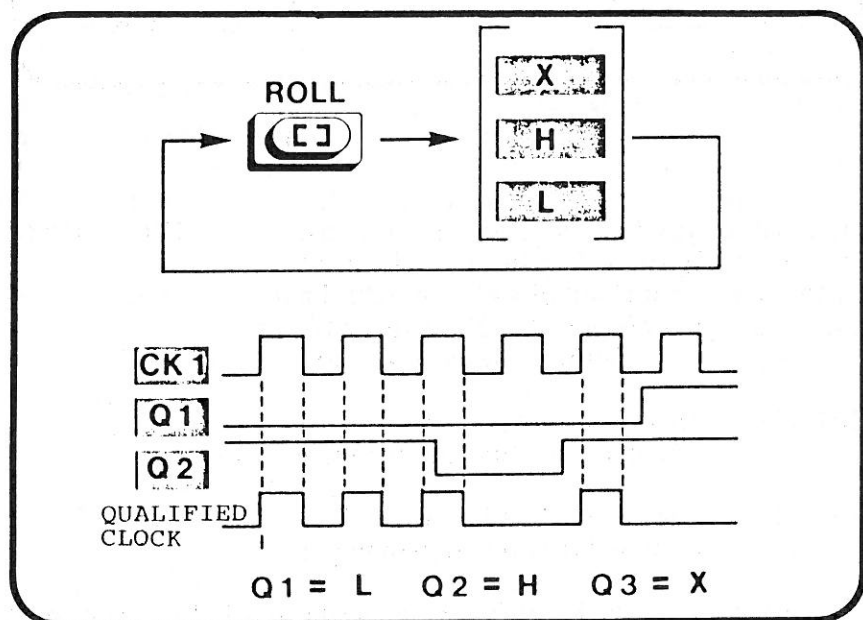 ROLL
[ ]
X
H
L
CK 1
Q 1
Q 2
QUALIFIED
CLOCK
Q1 = L Q2 = H Q3 = X